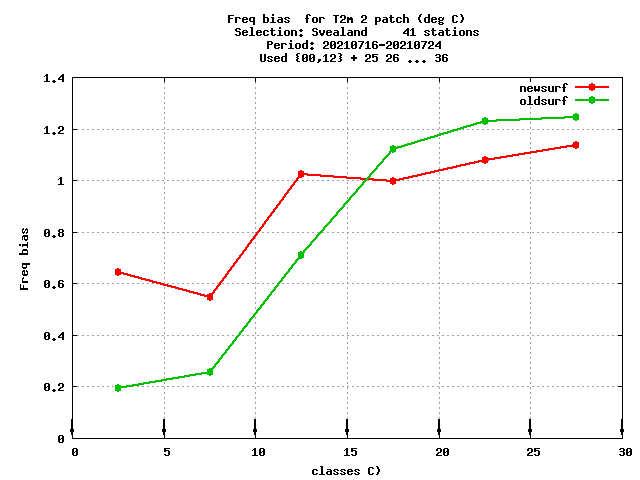 Freq bias  for T2m 2 patch (deg C)
Selection: Svealand     41 stations
Period: 20210716-20210724
Used {00,12} + 25 26 ... 36
newsurf
oldsurf
1.4
1.2
1
0.8
0.6
0.4
0.2
0
Freq bias
0 5 10 15 20 25 30
classes C)